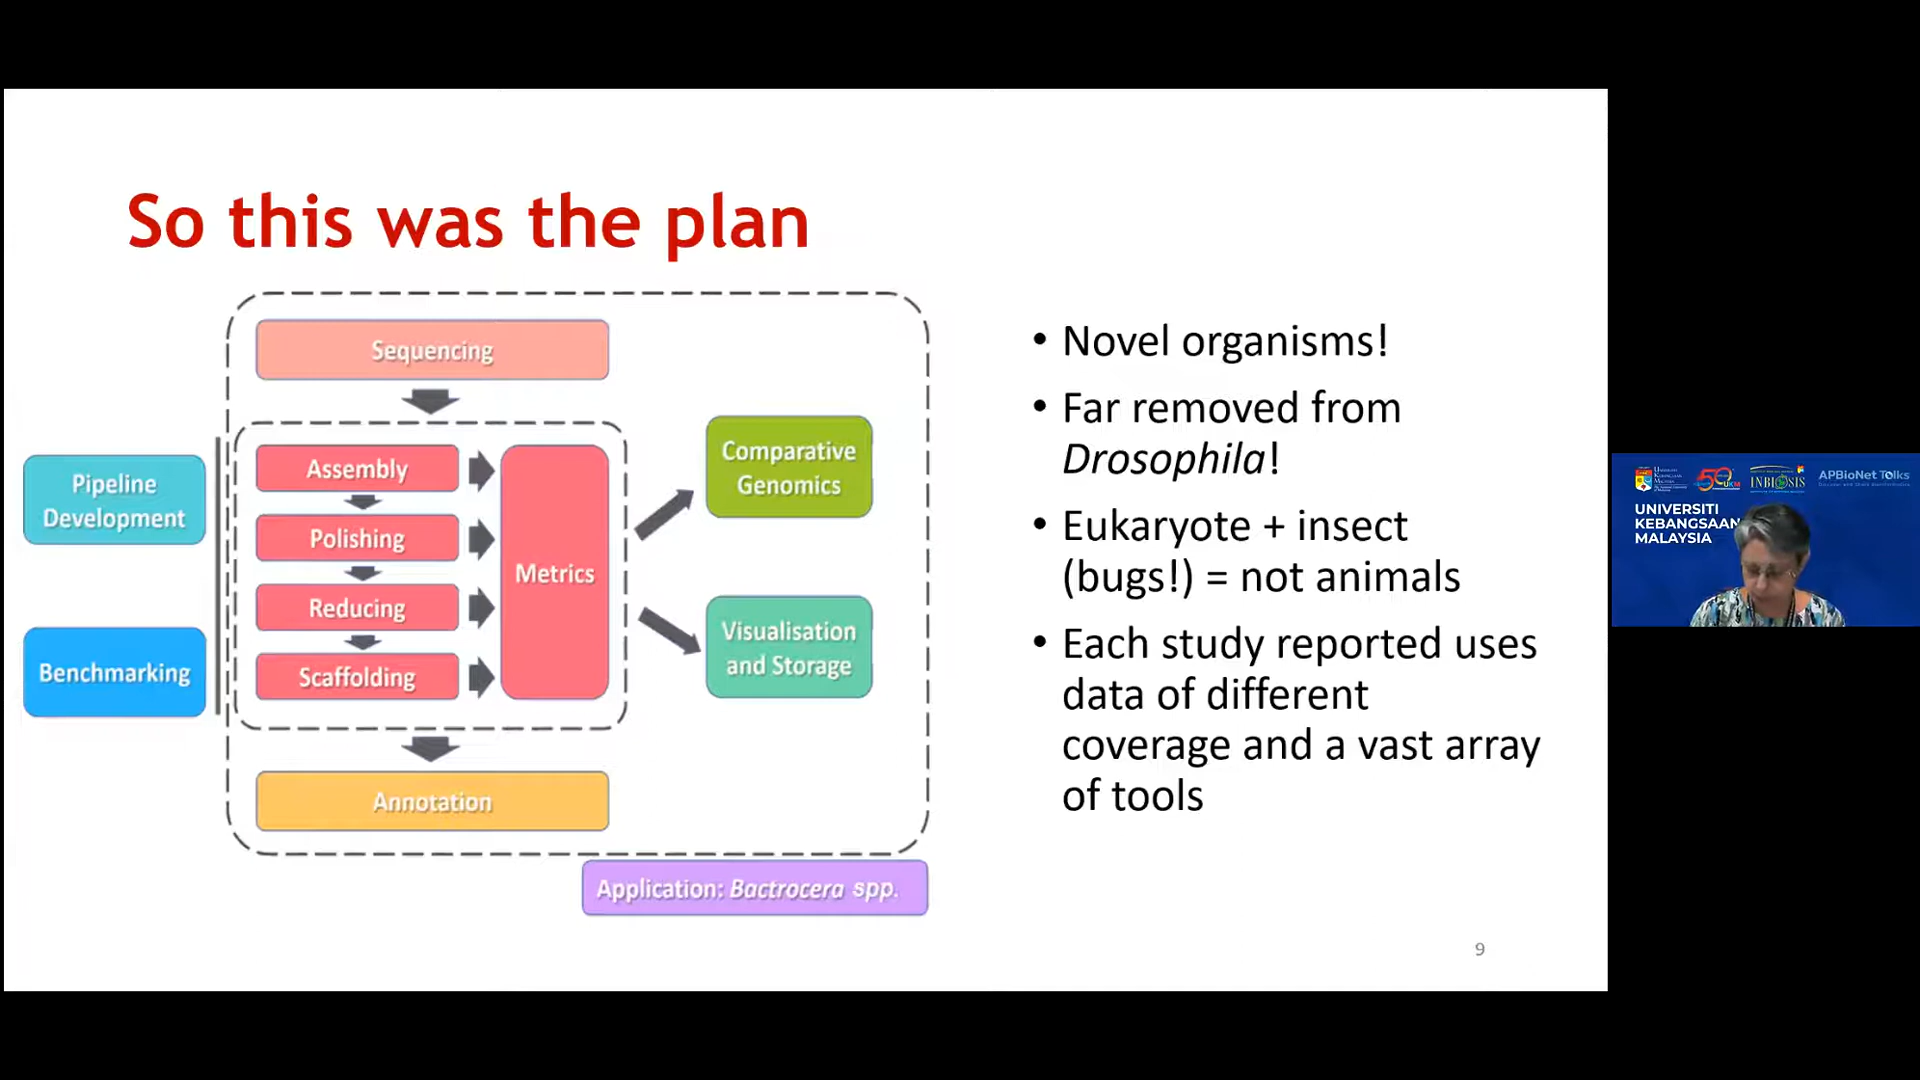 So this was the plan
Sequencing
Assembly
Polishing
Reducing
Scaffolding
Metrics
Annotation
Pipeline
Development
Benchmarking
Comparative
Genomics
Visualisation
and Storage
Application: Bactrocera spp.
• Novel organisms!
• Far removed from
Drosophila!
• Eukaryote + insect
(bugs!) = not animals
• Each study reported uses
data of different
coverage and a vast array
of tools
9
50
UKM
INBIOSIS
APBioNet Talks
UNIVERSITI
KEBANGSAAN
MALAYSIA